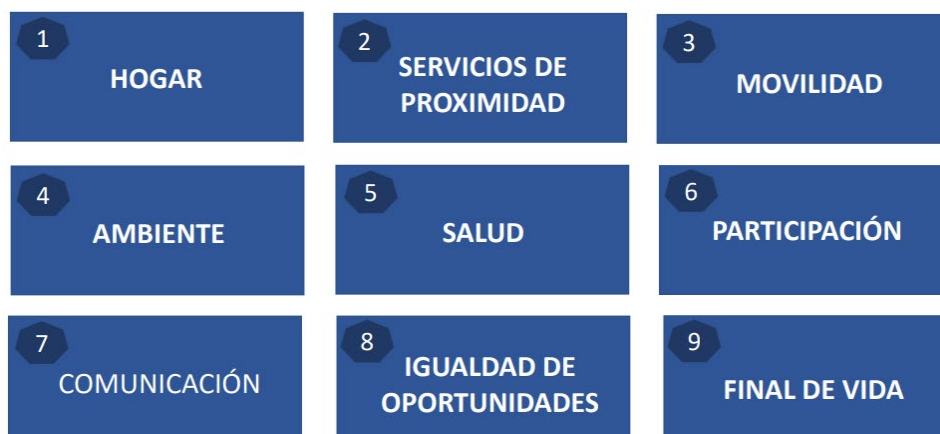 1
HOGAR
2
SERVICIOS DE
PROXIMIDAD
3
MOVILIDAD
4
AMBIENTE
5
SALUD
6
PARTICIPACIÓN
7
COMUNICACIÓN
8
IGUALDAD DE
OPORTUNIDADES
9
FINAL DE VIDA